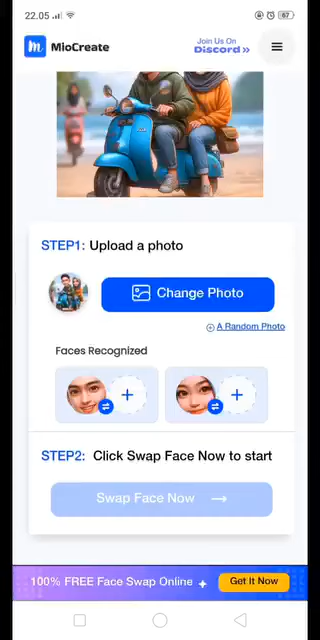 22.05
67
MioCreate
Join Us On
Discord >>
STEP1: Upload a photo
Change Photo
A Random Photo
Faces Recognized
STEP2: Click Swap Face Now to start
Swap Face Now →
100% FREE Face Swap Online
Get It Now